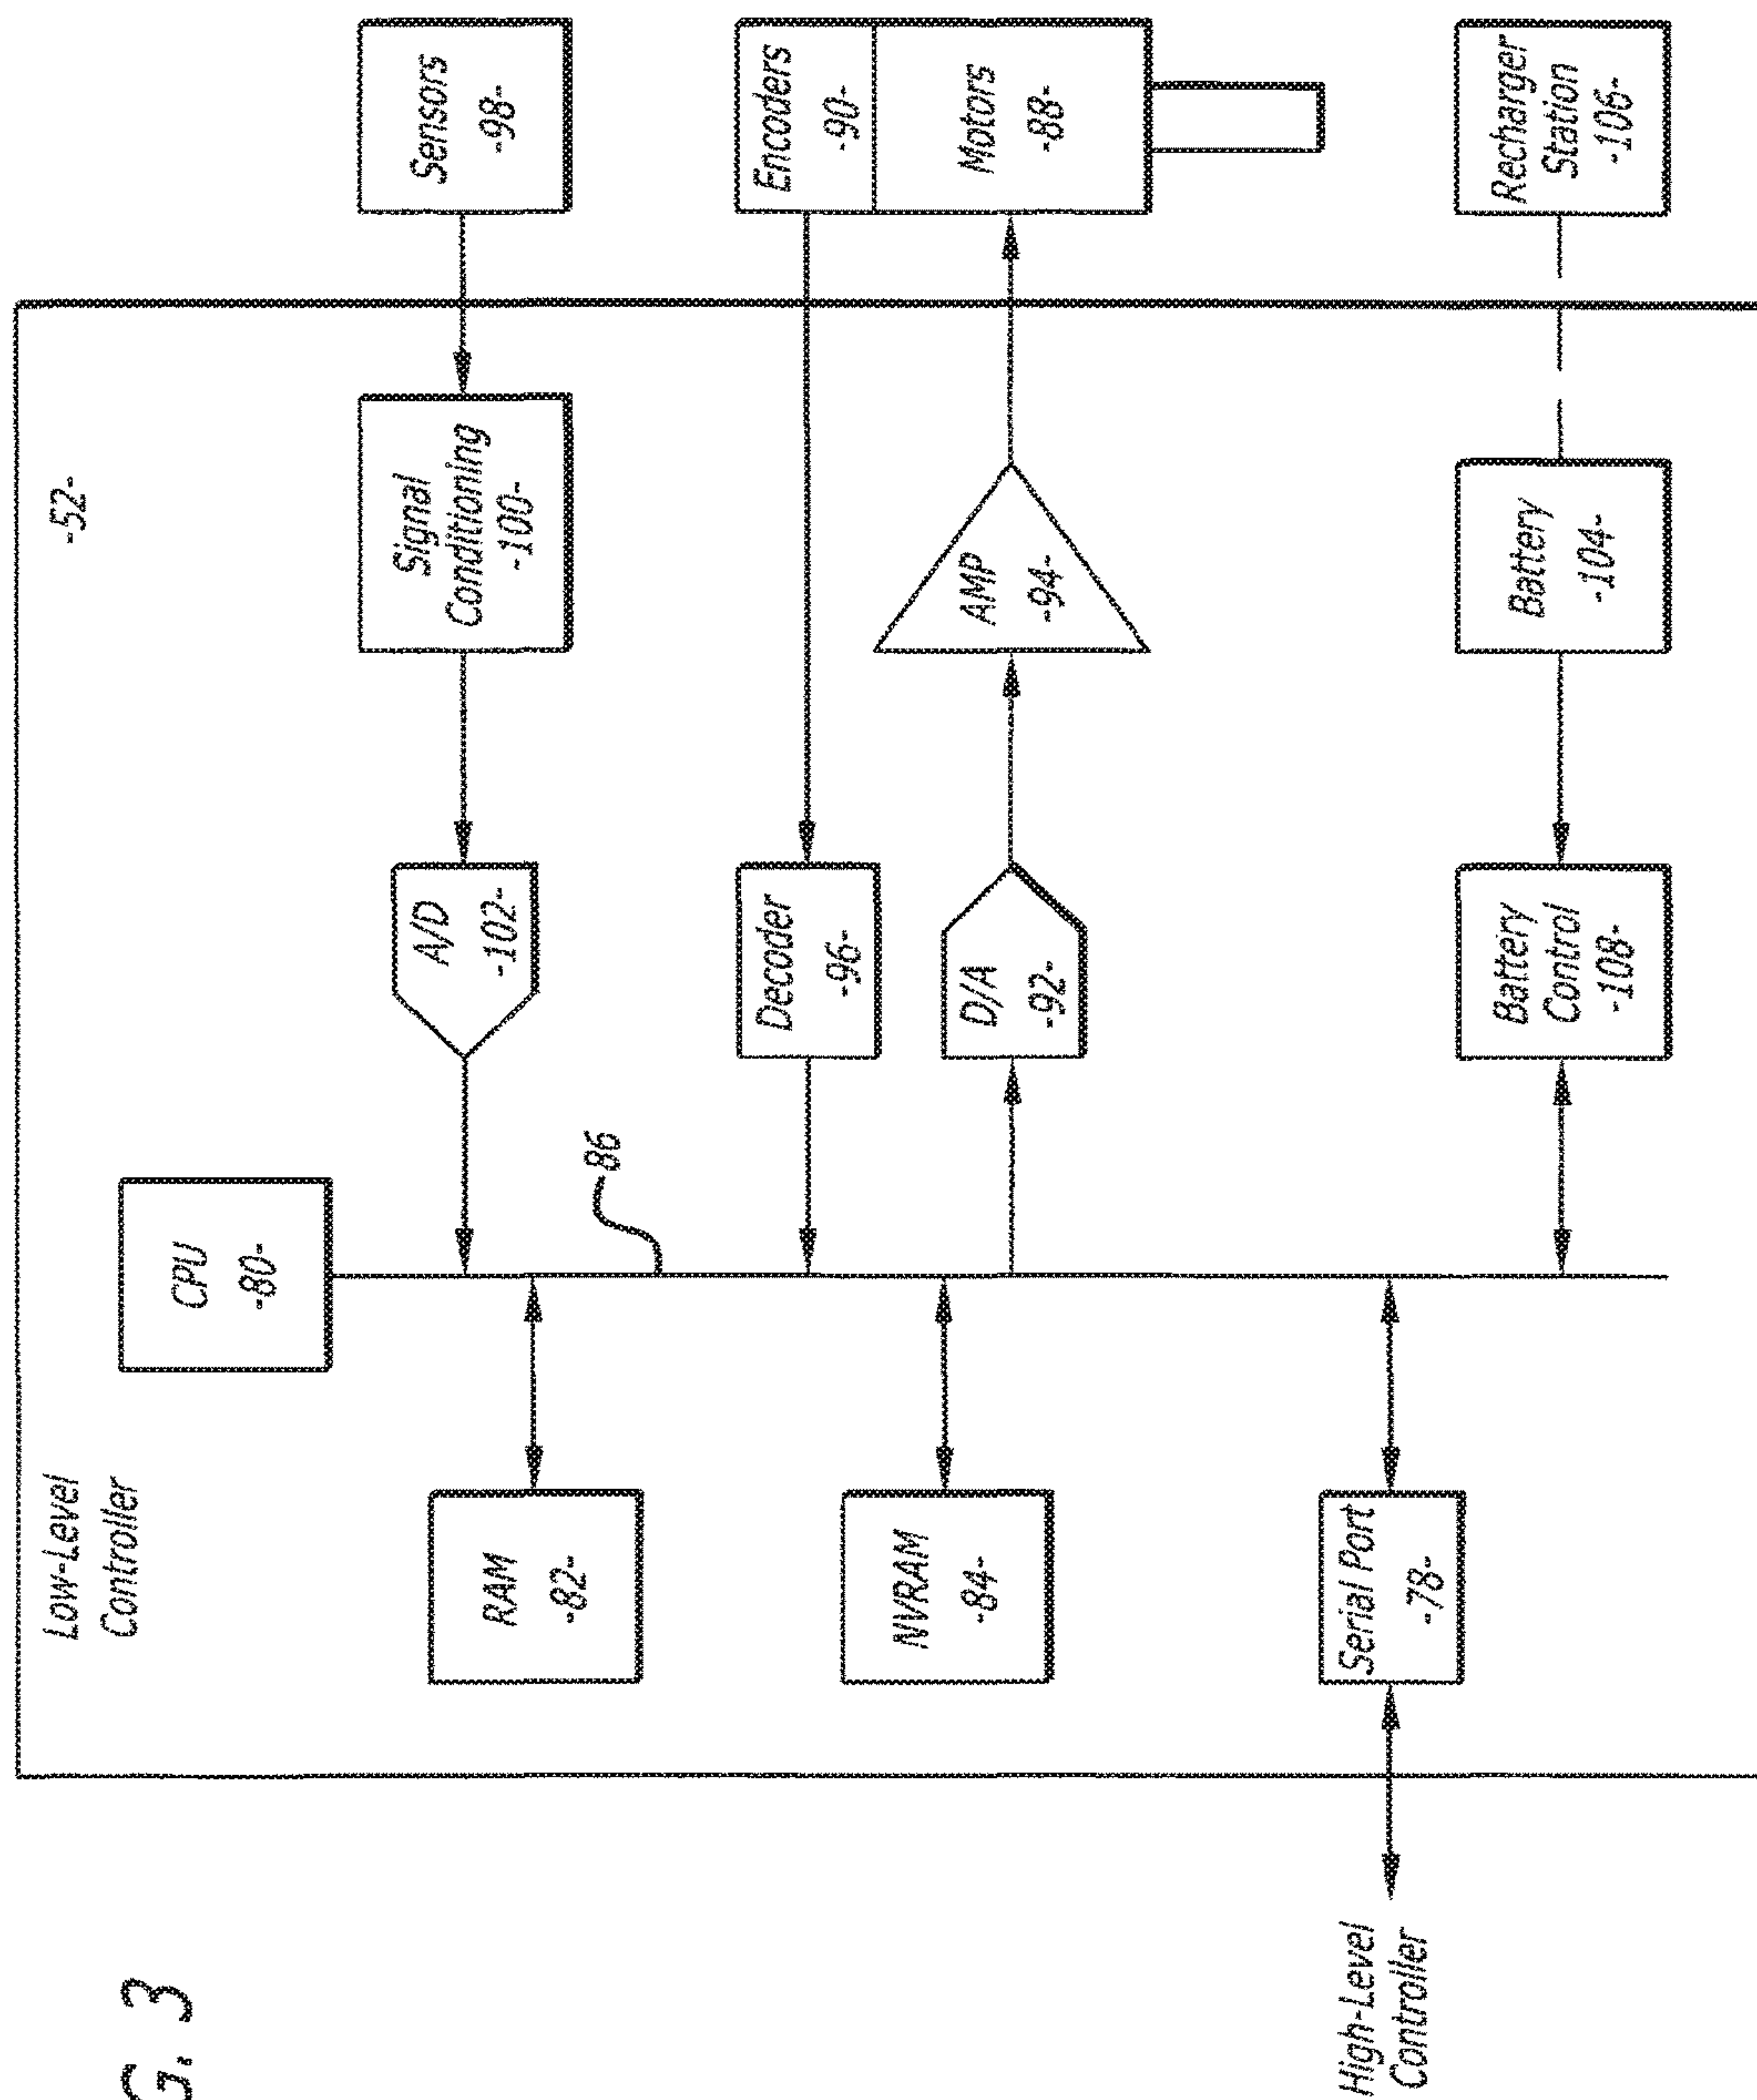 G. 3
Low-Level
Controller
-52-
CPU
-80-
RAM
-82-
NVRAM
-84-
Serial Port
-78-
High-Level
Controller
86
A/D
-102-
Signal
Conditioning
-100-
Sensors
-98-
Decoder
-96-
Encoders
-90-
D/A
-92-
AMP
-94-
Motors
-88-
Battery
Control
-108-
Battery
-104-
Recharger
Station
-106-